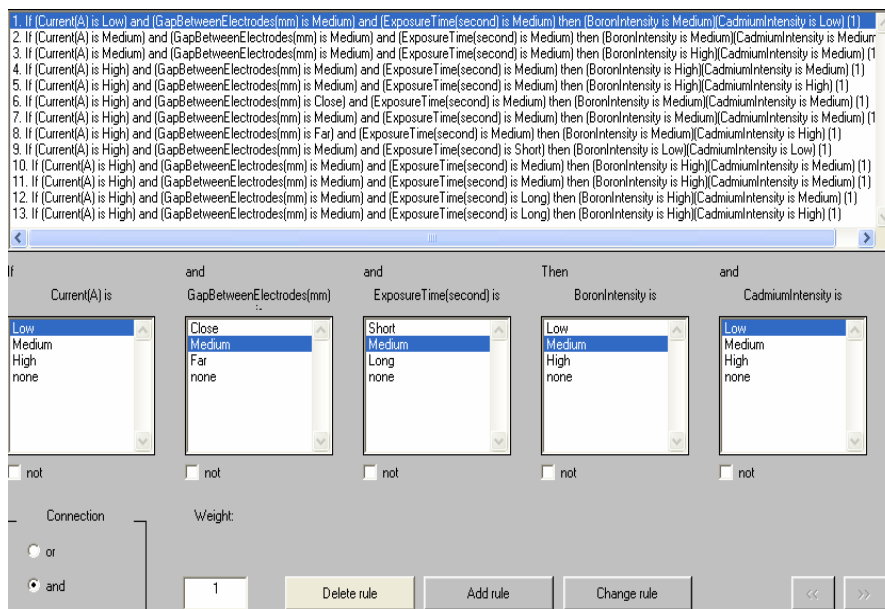 1. If (Current(A) is Low) and (GapBetweenElectrodes(mm) is Medium) and (ExposureTime(second) is Medium) then (BoronIntensity is Medium)(CadmiumIntensity is Low) (1)
2. If (Current(A) is Medium) and (GapBetweenElectrodes(mm) is Medium) and (ExposureTime(second) is Medium) then (BoronIntensity is Medium)(CadmiumIntensity is Medium
3. If (Current(A) is Medium) and (GapBetweenElectrodes(mm) is Medium) and (ExposureTime(second) is Medium) then (BoronIntensity is High)(CadmiumIntensity is Medium) (1
4. If (Current(A) is High) and (GapBetweenElectrodes(mm) is Medium) and (ExposureTime(second) is Medium) then (BoronIntensity is High)(CadmiumIntensity is Medium) (1)
5. If (Current(A) is High) and (GapBetweenElectrodes(mm) is Medium) and (ExposureTime(second) is Medium) then (BoronIntensity is High)(CadmiumIntensity is High) (1)
6. If (Current(A) is High) and (GapBetweenElectrodes(mm) is Close) and (ExposureTime(second) is Medium) then (BoronIntensity is Medium)(CadmiumIntensity is Medium) (1)
7. If (Current(A) is High) and (GapBetweenElectrodes(mm) is Medium) and (ExposureTime(second) is Medium) then (BoronIntensity is Medium)(CadmiumIntensity is Medium) (1)
8. If (Current(A) is High) and (GapBetweenElectrodes(mm) is Far) and (ExposureTime(second) is Medium) then (BoronIntensity is Medium)(CadmiumIntensity is High) (1)
9. If (Current(A) is High) and (GapBetweenElectrodes(mm) is Medium) and (ExposureTime(second) is Short) then (BoronIntensity is Low)(CadmiumIntensity is Low) (1)
10. If (Current(A) is High) and (GapBetweenElectrodes(mm) is Medium) and (ExposureTime(second) is Medium) then (BoronIntensity is High)(CadmiumIntensity is Medium) (1)
11. If (Current(A) is High) and (GapBetweenElectrodes(mm) is Medium) and (ExposureTime(second) is Medium) then (BoronIntensity is High)(CadmiumIntensity is Medium) (1)
12. If (Current(A) is High) and (GapBetweenElectrodes(mm) is Medium) and (ExposureTime(second) is Long) then (BoronIntensity is High)(CadmiumIntensity is Medium) (1)
13. If (Current(A) is High) and (GapBetweenElectrodes(mm) is Medium) and (ExposureTime(second) is Long) then (BoronIntensity is High)(CadmiumIntensity is High) (1)
If and and Then and
Current(A) is GapBetweenElectrodes(mm) ExposureTime(second) is BoronIntensity is CadmiumIntensity is
Low Close Short Low Low
Medium Medium Medium Medium Medium
High Far Long High High
none none none none none
not not not not not
Connection Weight:
or
and 1 Delete rule Add rule Change rule << >>